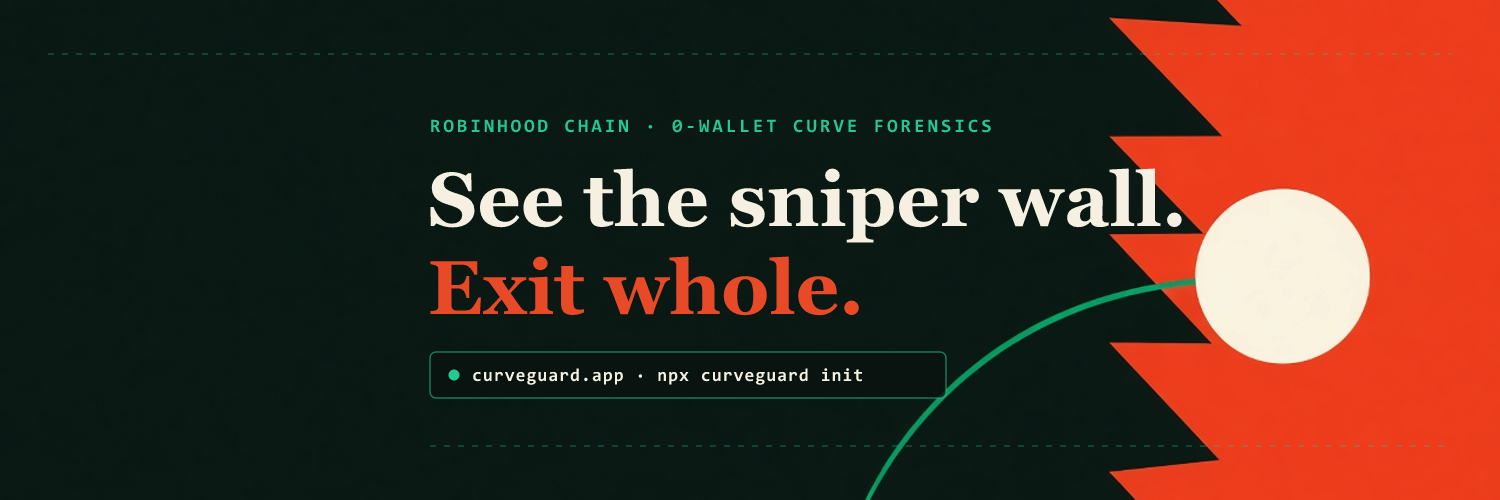 ROBINHOOD CHAIN · 0-WALLET CURVE FORENSICS
See the sniper wall.
Exit whole.
curveguard.app · npx curveguard init